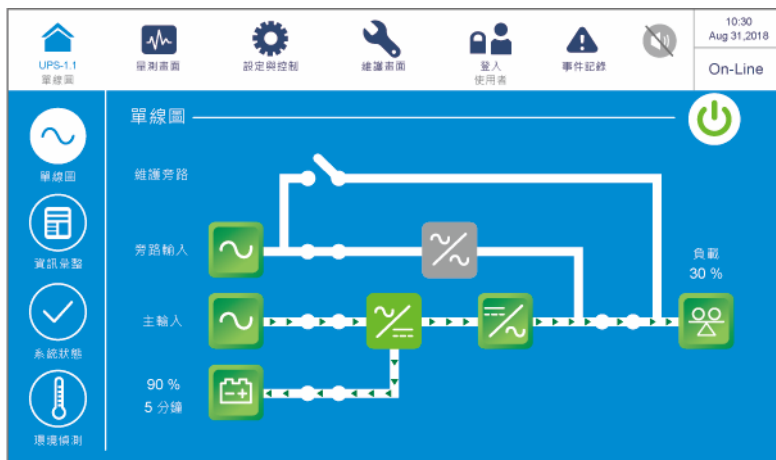 UPS-1.1
單線圖
量測畫面
設定與控制
維護畫面
登入
使用者
事件記錄
10:30
Aug 31,2018
On-Line
單線圖
資訊彙整
系統狀態
環境偵測
單線圖
維護旁路
旁路輸入
主輸入
90 %
5 分鐘
負載
30 %